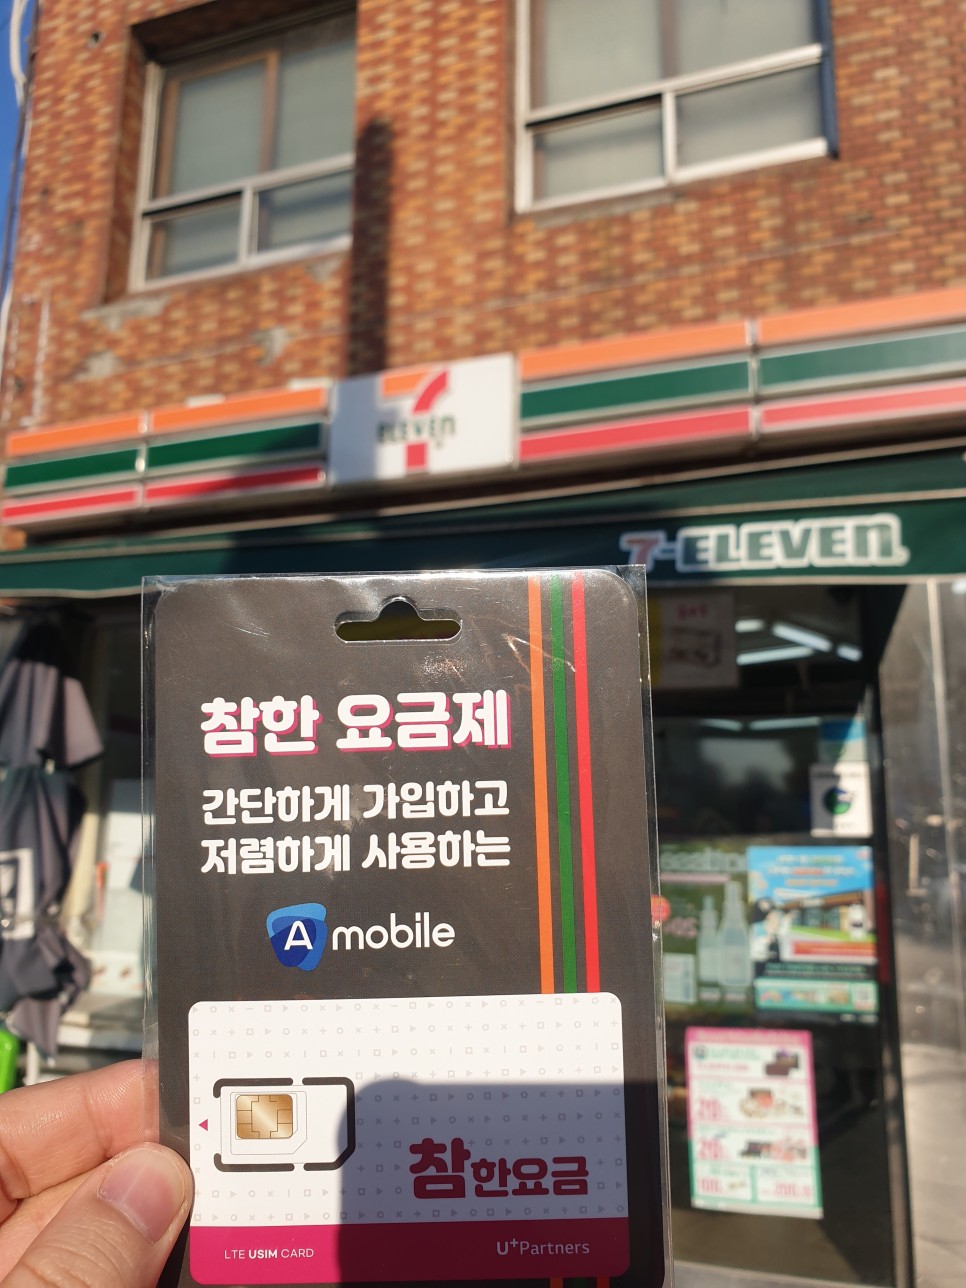 7
ELEVEN
7-ELEVEN
참한 요금제
간단하게 가입하고
저렴하게 사용하는
A mobile
참한요금
LTE USIM CARD
U+Partners